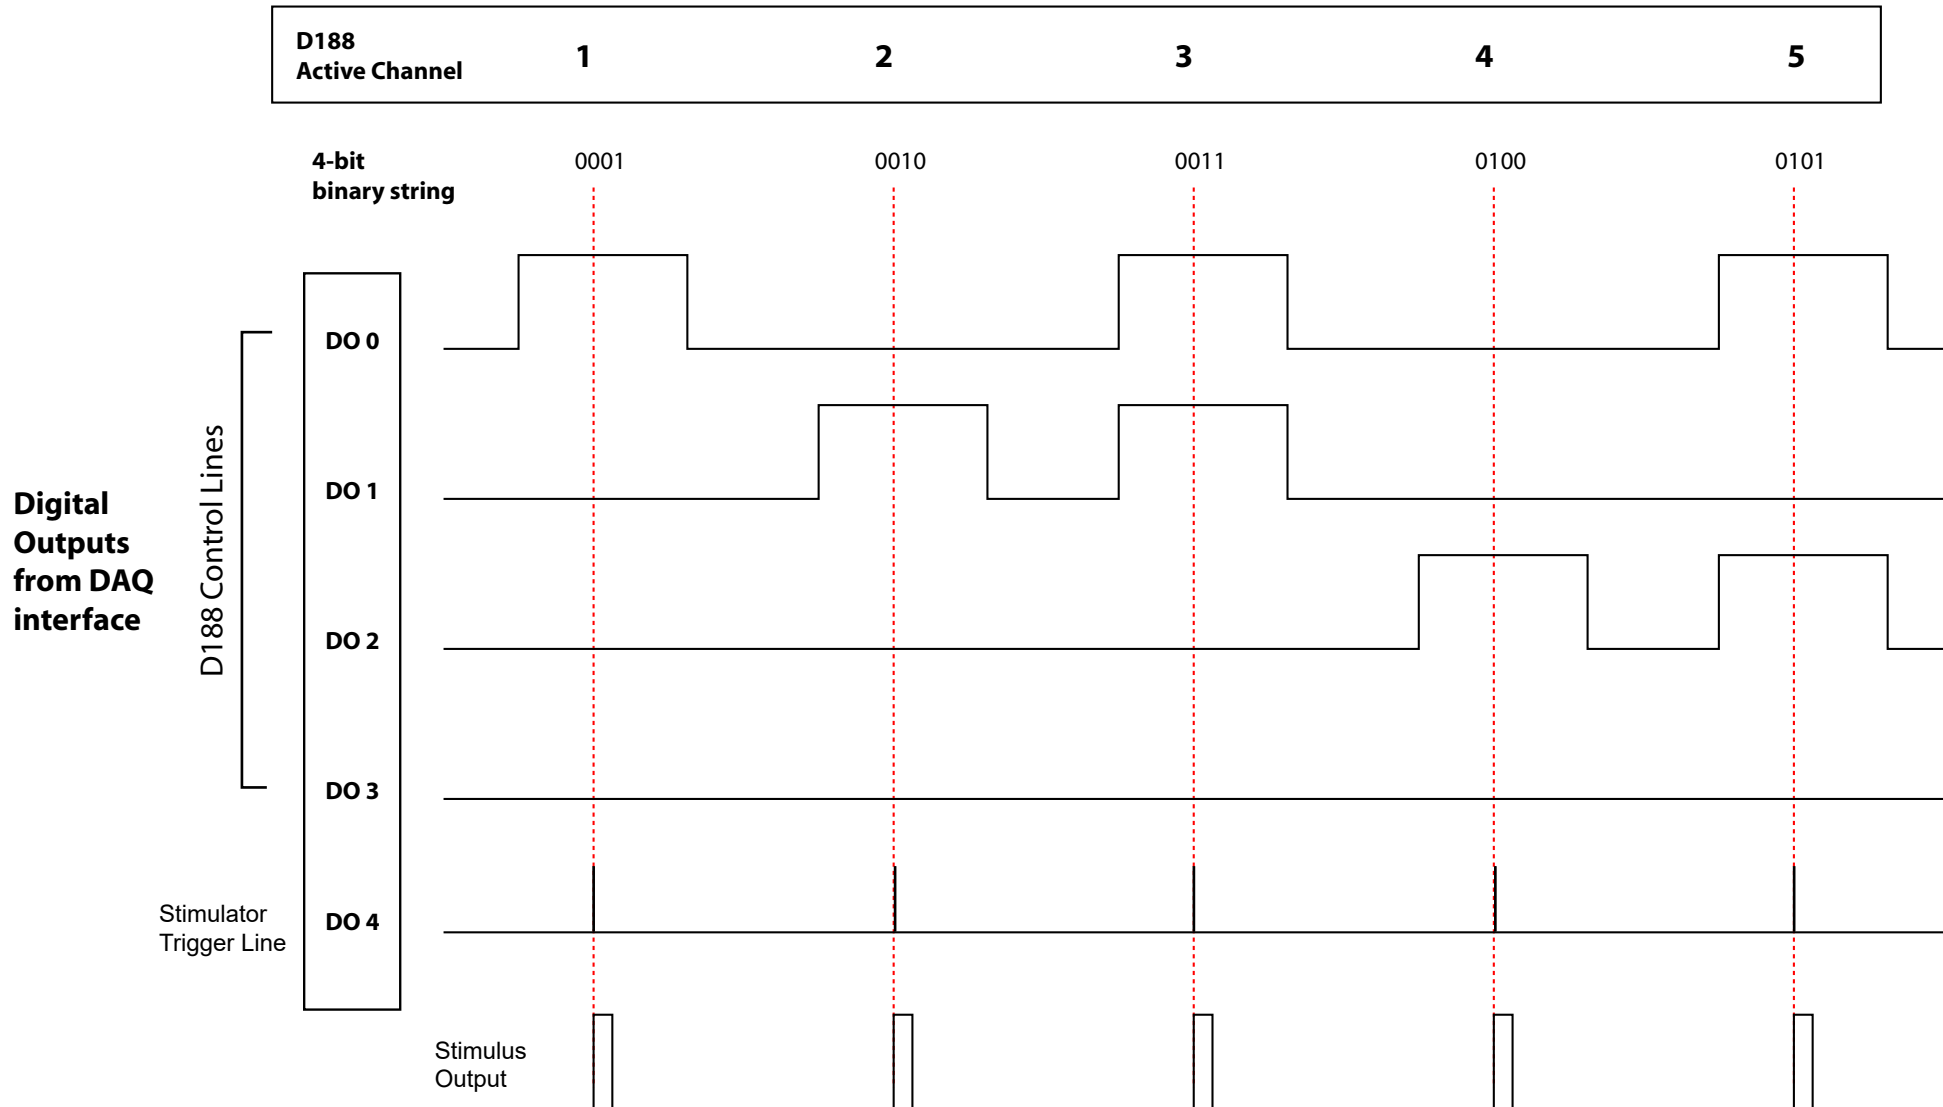 D188
Active Channel
1 2 3 4 5
4-bit
binary string
0001 0010 0011 0100 0101
Digital
Outputs
from DAQ
interface
D188 Control Lines
DO 0
DO 1
DO 2
DO 3
Stimulator
Trigger Line
DO 4
Stimulus
Output